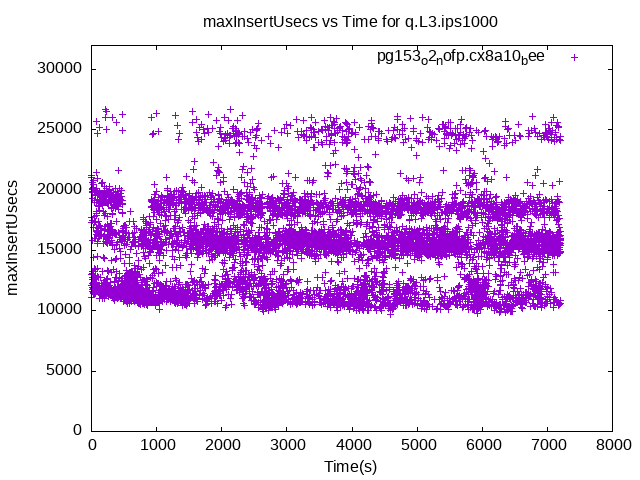 maxInsertUsecs vs Time for q.L3.ips1000
pg153o2nofp.cx8a10bee
30000
25000
20000
15000
10000
5000
0
maxInsertUsecs
0 1000 2000 3000 4000 5000 6000 7000 8000
Time(s)